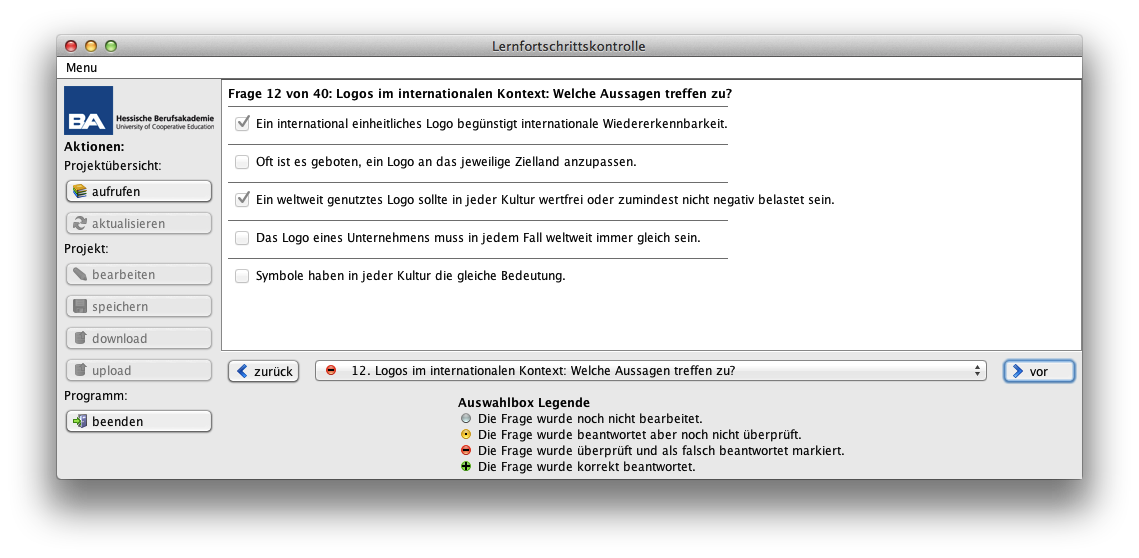 Lernfortschrittskontrolle
Menu
BA
Hessische Berufsakademie
University of Cooperative Education
Aktionen:
Projektübersicht:
aufrufen
aktualisieren
Projekt:
bearbeiten
speichern
download
upload
Programm:
beenden
Frage 12 von 40: Logos im internationalen Kontext: Welche Aussagen treffen zu?
Ein international einheitliches Logo begünstigt internationale Wiedererkennbarkeit.
Oft ist es geboten, ein Logo an das jeweilige Zielland anzupassen.
Ein weltweit genutztes Logo sollte in jeder Kultur wertfrei oder zumindest nicht negativ belastet sein.
Das Logo eines Unternehmens muss in jedem Fall weltweit immer gleich sein.
Symbole haben in jeder Kultur die gleiche Bedeutung.
zurück
12. Logos im internationalen Kontext: Welche Aussagen treffen zu?
vor
Auswahlbox Legende
Die Frage wurde noch nicht bearbeitet.
Die Frage wurde beantwortet aber noch nicht überprüft.
Die Frage wurde überprüft und als falsch beantwortet markiert.
Die Frage wurde korrekt beantwortet.